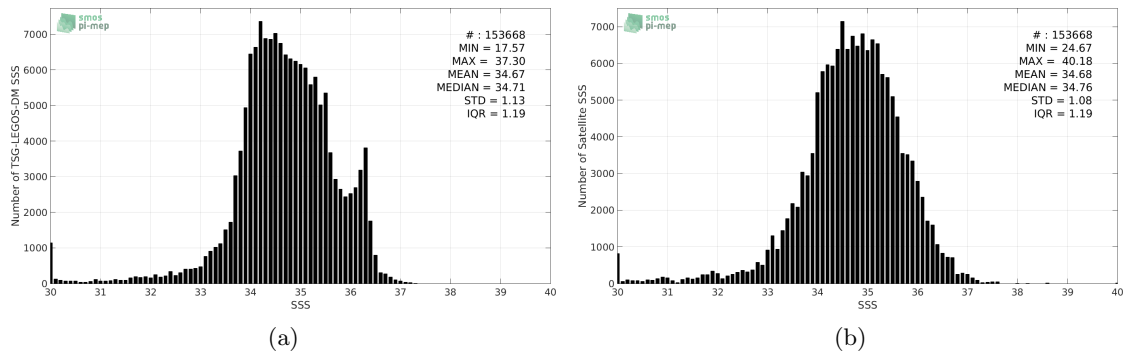 smos
pi-mep
# : 153668
MIN = 17.57
MAX = 37.30
MEAN = 34.67
MEDIAN = 34.71
STD = 1.13
IQR = 1.19
Number of TSG-LEGOS-DM SSS
7000
6000
5000
4000
3000
2000
1000
0
30 31 32 33 34 35 36 37 38 39 40
SSS
(a)
smos
pi-mep
# : 153668
MIN = 24.67
MAX = 40.18
MEAN = 34.68
MEDIAN = 34.76
STD = 1.08
IQR = 1.19
Number of Satellite SSS
7000
6000
5000
4000
3000
2000
1000
0
30 31 32 33 34 35 36 37 38 39 40
SSS
(b)